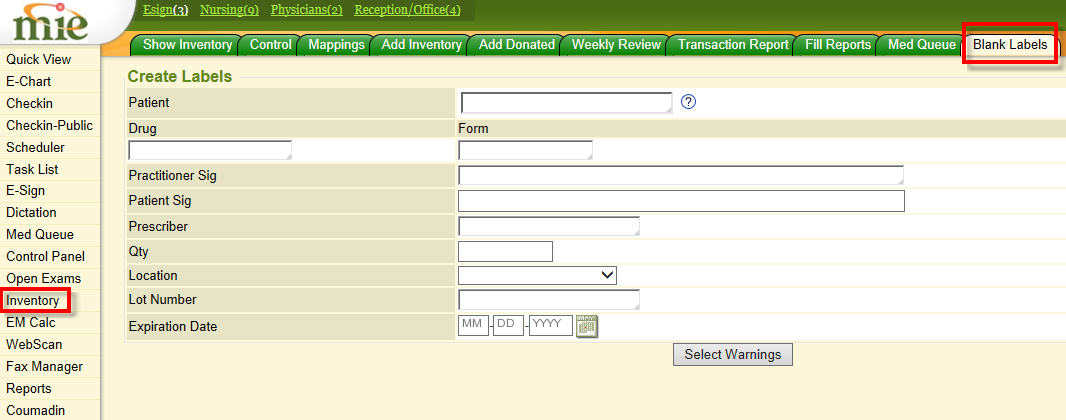 mie
Esign(3) Nursing(9) Physicians(2) Reception/Office(4)
Show Inventory Control Mappings Add Inventory Add Donated Weekly Review Transaction Report Fill Reports Med Queue Blank Labels
Quick View
E-Chart
Checkin
Checkin-Public
Scheduler
Task List
E-Sign
Dictation
Med Queue
Control Panel
Open Exams
Inventory
EM Calc
WebScan
Fax Manager
Reports
Coumadin
Create Labels
Patient ?
Drug Form
Practitioner Sig
Patient Sig
Prescriber
Qty
Location
Lot Number
Expiration Date MM-DD-YYYY
Select Warnings